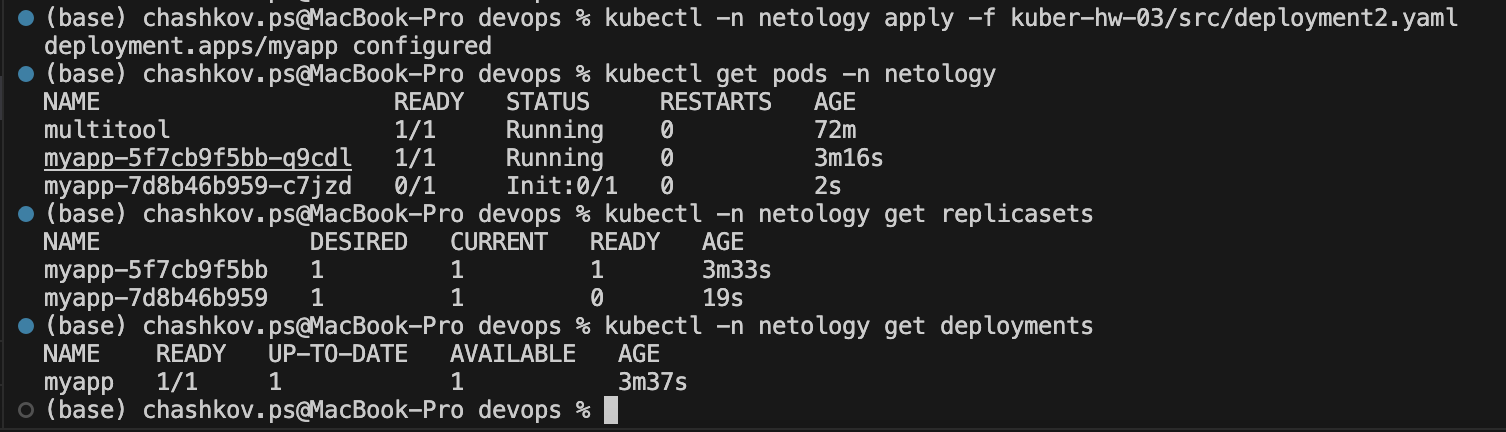 (base) chashkov.ps@MacBook-Pro devops % kubectl -n netology apply -f kuber-hw-03/src/deployment2.yaml
deployment.apps/myapp configured
(base) chashkov.ps@MacBook-Pro devops % kubectl get pods -n netology
NAME                     READY   STATUS     RESTARTS   AGE
multitool                1/1     Running    0          72m
myapp-5f7cb9f5bb-q9cdl   1/1     Running    0          3m16s
myapp-7d8b46b959-c7jzd   0/1     Init:0/1   0          2s
(base) chashkov.ps@MacBook-Pro devops % kubectl -n netology get replicasets
NAME               DESIRED   CURRENT   READY   AGE
myapp-5f7cb9f5bb   1         1         1       3m33s
myapp-7d8b46b959   1         1         0       19s
(base) chashkov.ps@MacBook-Pro devops % kubectl -n netology get deployments
NAME    READY   UP-TO-DATE   AVAILABLE   AGE
myapp   1/1     1            1           3m37s
(base) chashkov.ps@MacBook-Pro devops %